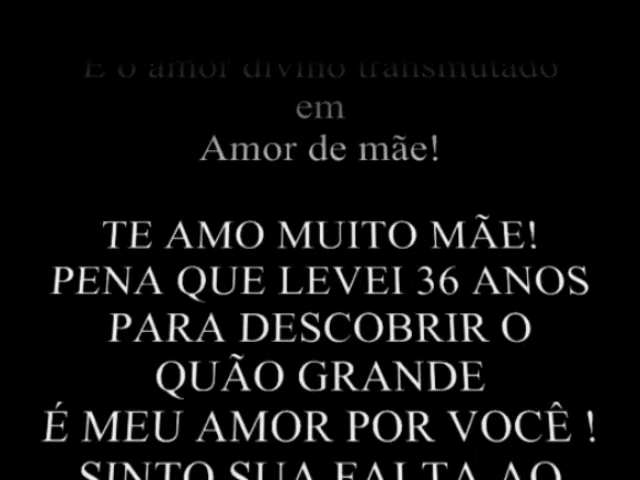 É o amor divino transmutado
em
Amor de mãe!
TE AMO MUITO MÃE!
PENA QUE LEVEI 36 ANOS
PARA DESCOBRIR O
QUÃO GRANDE
É MEU AMOR POR VOCÊ !
SINTO SUA FALTA AO